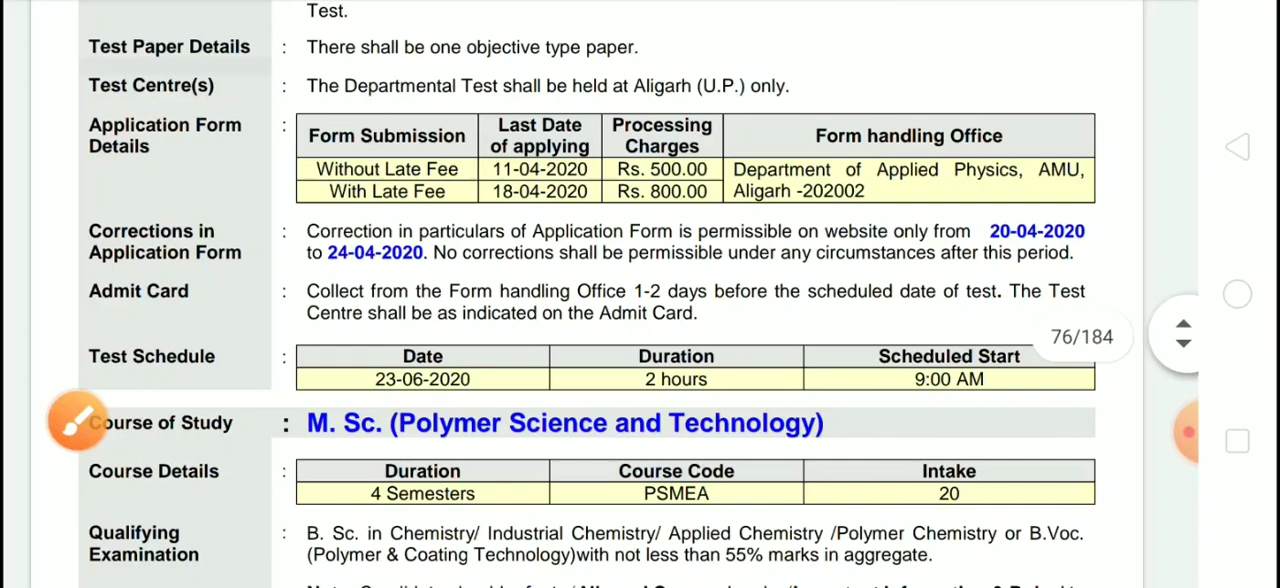 Test.
Test Paper Details : There shall be one objective type paper.
Test Centre(s) : The Departmental Test shall be held at Aligarh (U.P.) only.
Application Form Details :
Form Submission Last Date of applying Processing Charges Form handling Office
Without Late Fee 11-04-2020 Rs. 500.00 Department of Applied Physics, AMU,
With Late Fee 18-04-2020 Rs. 800.00 Aligarh -202002
Corrections in : Correction in particulars of Application Form is permissible on website only from 20-04-2020
Application Form to 24-04-2020. No corrections shall be permissible under any circumstances after this period.
Admit Card : Collect from the Form handling Office 1-2 days before the scheduled date of test. The Test
Centre shall be as indicated on the Admit Card.
76/184
Test Schedule : Date Duration Scheduled Start
23-06-2020 2 hours 9:00 AM
Course of Study : M. Sc. (Polymer Science and Technology)
Course Details : Duration Course Code Intake
4 Semesters PSMEA 20
Qualifying : B. Sc. in Chemistry/ Industrial Chemistry/ Applied Chemistry /Polymer Chemistry or B.Voc.
Examination (Polymer & Coating Technology)with not less than 55% marks in aggregate.